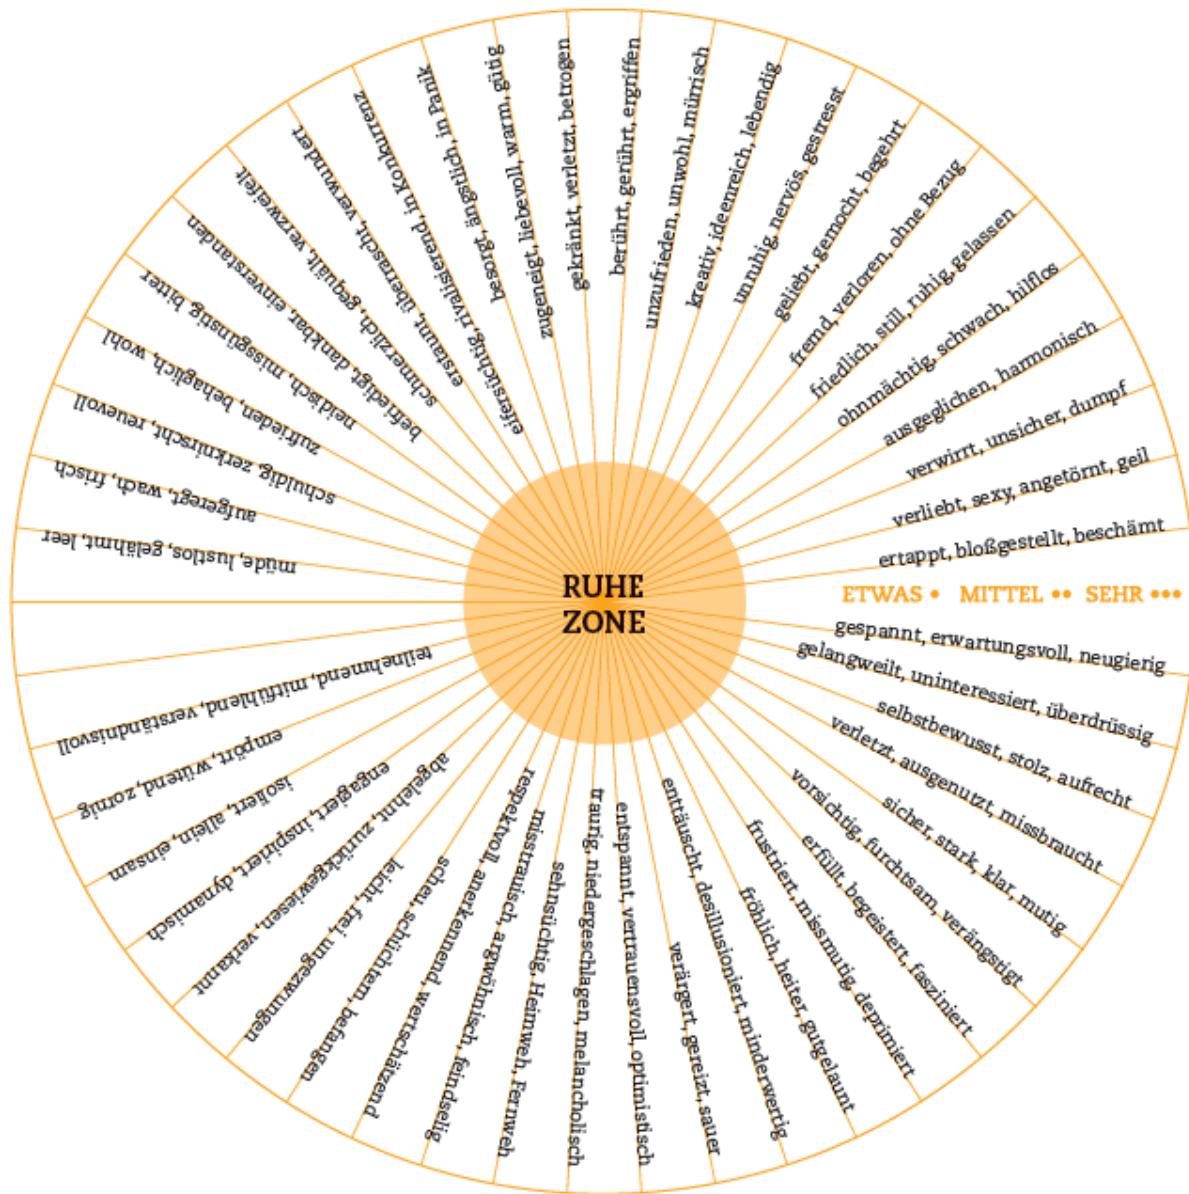 RUHE
ZONE
ETWAS • MITTEL •• SEHR •••
gespannt, erwartungsvoll, neugierig
gelangweilt, uninteressiert, überdrüssig
selbstbewusst, stolz, aufrecht
verletzt, ausgenutzt, missbraucht
sicher, stark, klar, mutig
vorsichtig, furchtsam, verängstigt
erfüllt, begeistert, fasziniert
frustriert, missmutig, deprimiert
fröhlich, heiter, gutgelaunt
enttäuscht, desillusioniert, minderwertig
verärgert, gereizt, sauer
entspannt, vertrauensvoll, optimistisch
traurig, niedergeschlagen, melancholisch
sehnsüchtig, Heimweh, Fernweh
misstrauisch, argwöhnisch, feindselig
respektvoll, anerkennend, wertschätzend
scheu, schüchtern, befangen
leicht, frei, ungezwungen
abgelehnt, zurückgewiesen, verkannt
engagiert, inspirier, dynamisch
isoliert, allein, einsam
empört, wütend, zornig
teilnehmend, mitfühlend, verständnisvoll
müde, lustlos, gelähmt, leer
aufgeregt, wach, frisch
schuldig, zerknirscht, reuevoll
zufrieden, behaglich, wohl
neidisch, missgünstig, bitter
befriedigt, dankbar, einverstanden
schmerzlich, gequält, verzweifelt
erstaunt, überrascht, verwundert
eifersüchtig, rivalisierend, in Konkurrenz
besorgt, ängstlich, in Panik
zugeneigt, liebevoll, warm, gütig
gekränkt, verletzt, betrogen
berührt, gerührt, ergriffen
unzufrieden, unwohl, mürrisch
kreativ, ideenreich, lebendig
unruhig, nervös, gestresst
geliebt, gemocht, begehrt
fremd, verloren, ohne Bezug
friedlich, still, ruhig, gelassen
ohnmächtig, schwach, hilflos
ausgeglichen, harmonisch
verwirrt, unsicher, dumpf
verliebt, sexy, angetörnt, geil
ertappt, bloßgestellt, beschämt